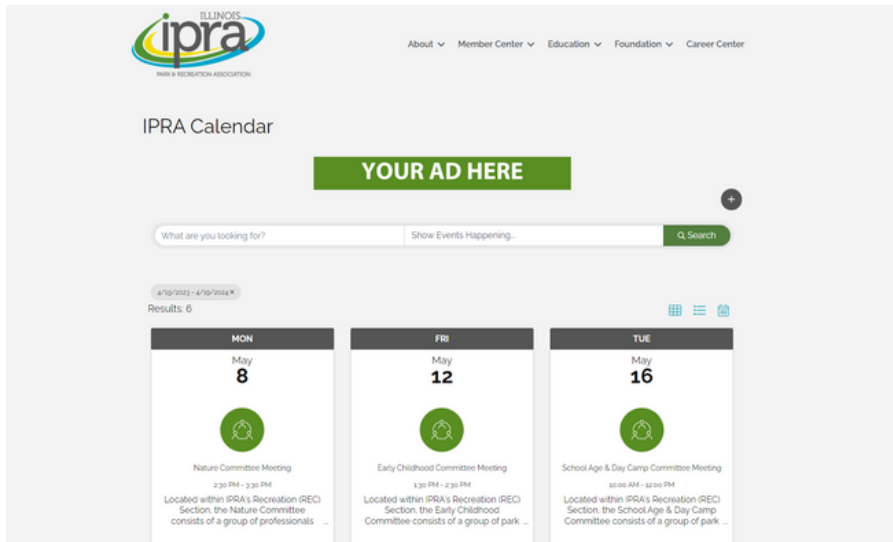 ILLINOIS
ipra
PARK & RECREATION ASSOCIATION
About Member Center Education Foundation Career Center
IPRA Calendar
YOUR AD HERE
+
What are you looking for? Show Events Happening... Search
4/19/2023 - 4/19/2024 ×
Results: 6
MON FRI TUE
May May May
8 12 16
Nature Committee Meeting Early Childhood Committee Meeting School Age & Day Camp Committee Meeting
2:30 PM - 3:30 PM 1:30 PM - 2:30 PM 10:00 AM - 12:00 PM
Located within IPRA's Recreation (REC) Located within IPRA's Recreation (REC) Located within IPRA's Recreation (REC)
Section, the Nature Committee Section, the Early Childhood Section, the School Age & Day Camp
consists of a group of professionals ... Committee consists of a group of park ... Committee consists of a group of park ...